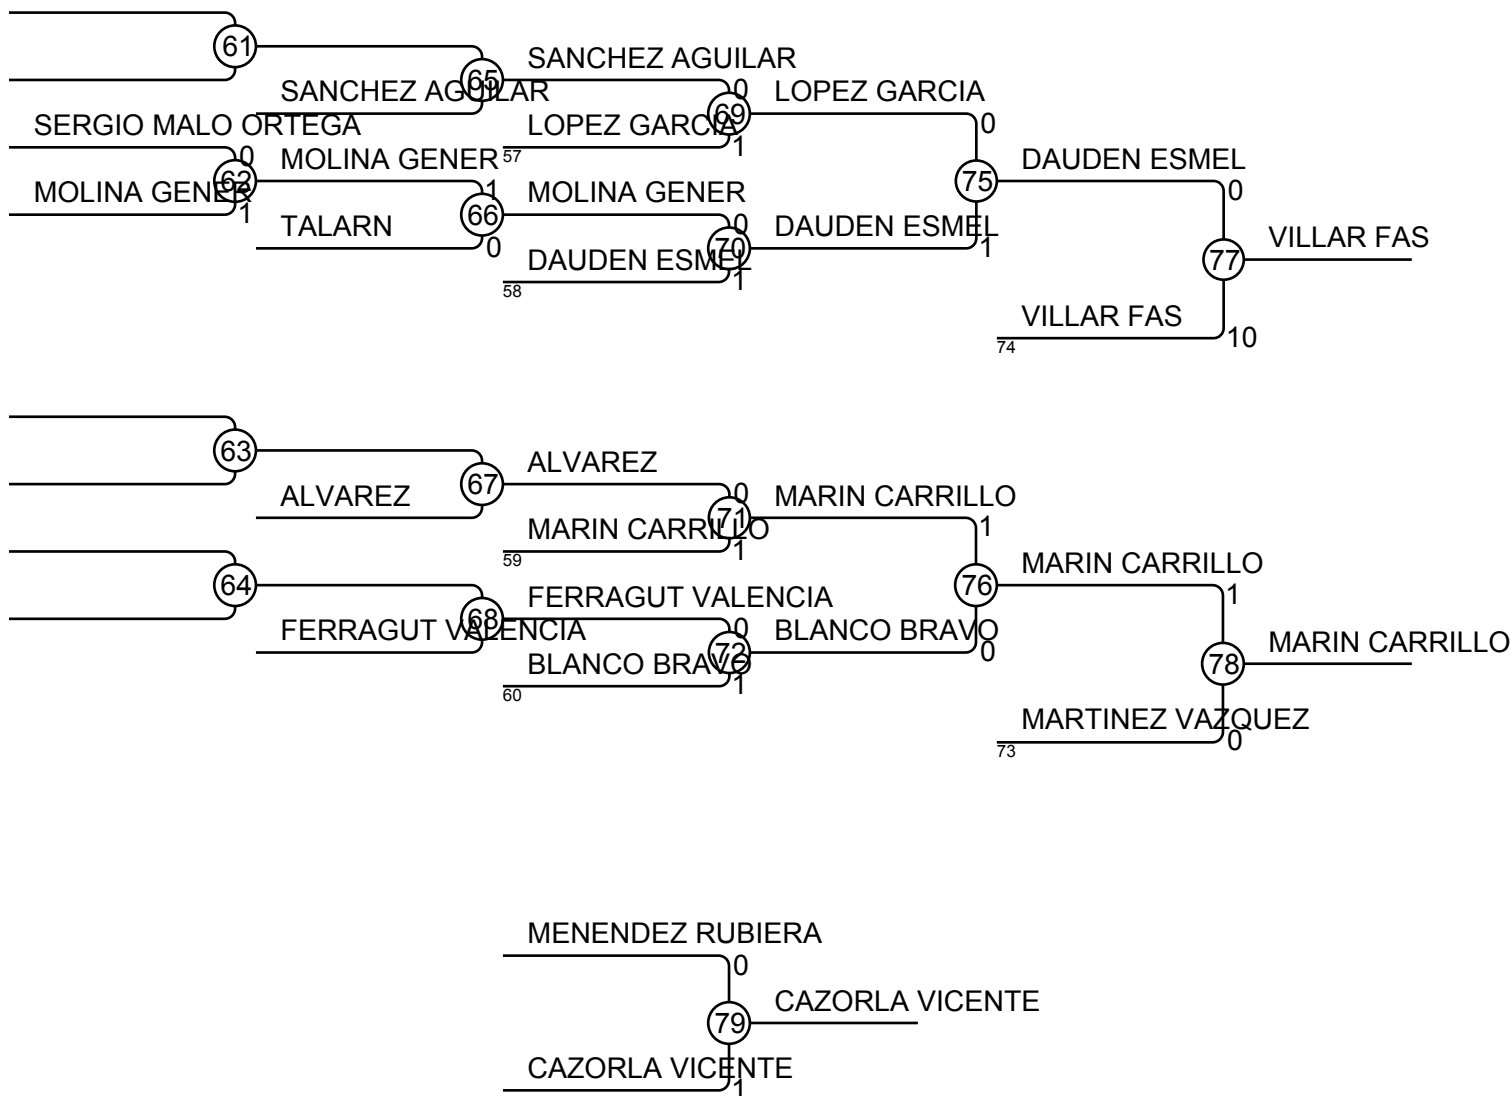 61
65
SANCHEZ AGUILAR
0
SANCHEZ AGUILAR
69
LOPEZ GARCIA
0
SERGIO MALO ORTEGA
0
LOPEZ GARCIA
57
1
62
MOLINA GENER
1
75
DAUDEN ESMEL
0
MOLINA GENER
1
MOLINA GENER
0
66
TALARN
0
70
DAUDEN ESMEL
1
DAUDEN ESMEL
58
1
77
VILLAR FAS
VILLAR FAS
74
10
63
67
ALVAREZ
0
ALVAREZ
71
MARIN CARRILLO
1
MARIN CARRILLO
59
1
64
76
MARIN CARRILLO
1
68
FERRAGUT VALENCIA
0
FERRAGUT VALENCIA
72
BLANCO BRAVO
0
BLANCO BRAVO
60
1
78
MARIN CARRILLO
MARTINEZ VAZQUEZ
73
0
MENENDEZ RUBIERA
0
79
CAZORLA VICENTE
CAZORLA VICENTE
1